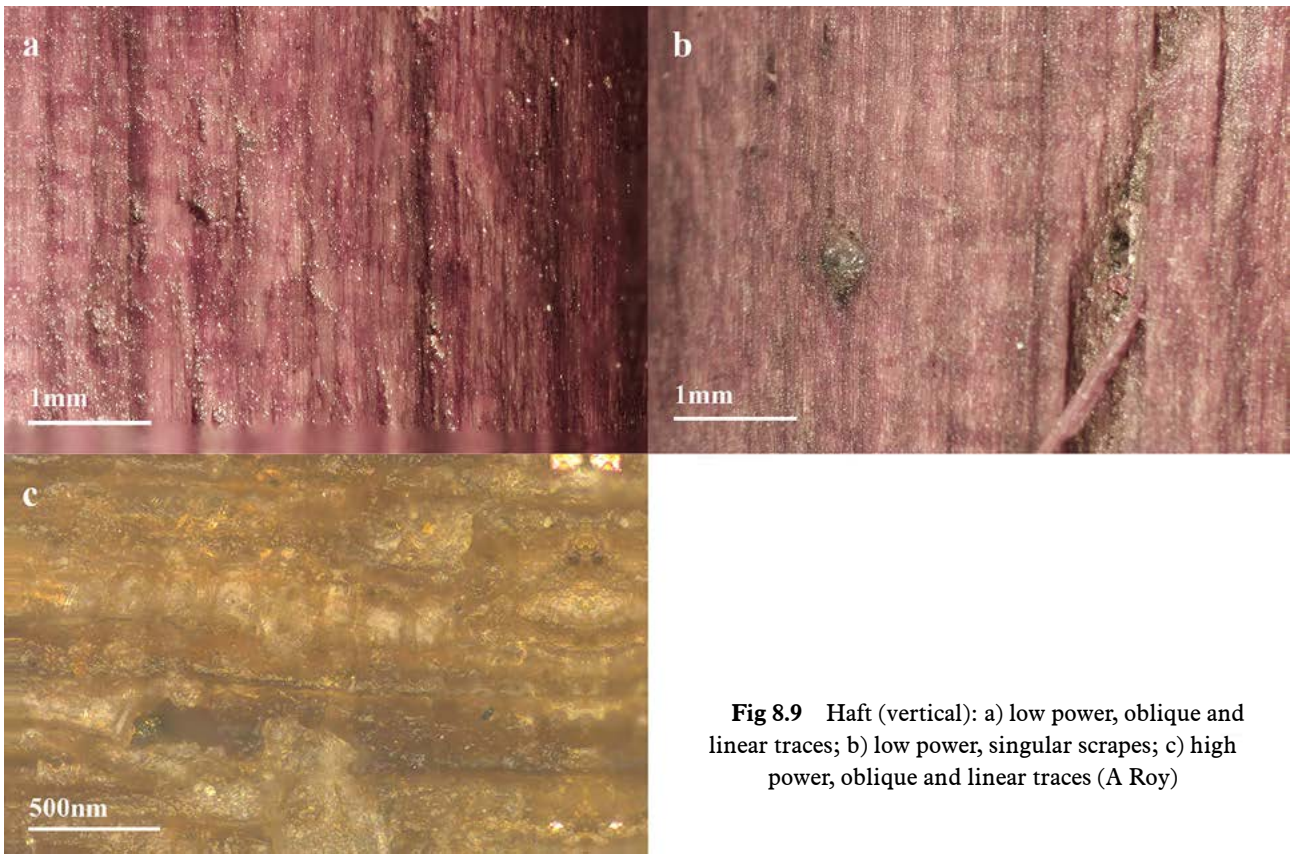 a
b
1mm
1mm
c
500nm
Fig 8.9 Haft (vertical): a) low power, oblique and
linear traces; b) low power, singular scrapes; c) high
power, oblique and linear traces (A Roy)